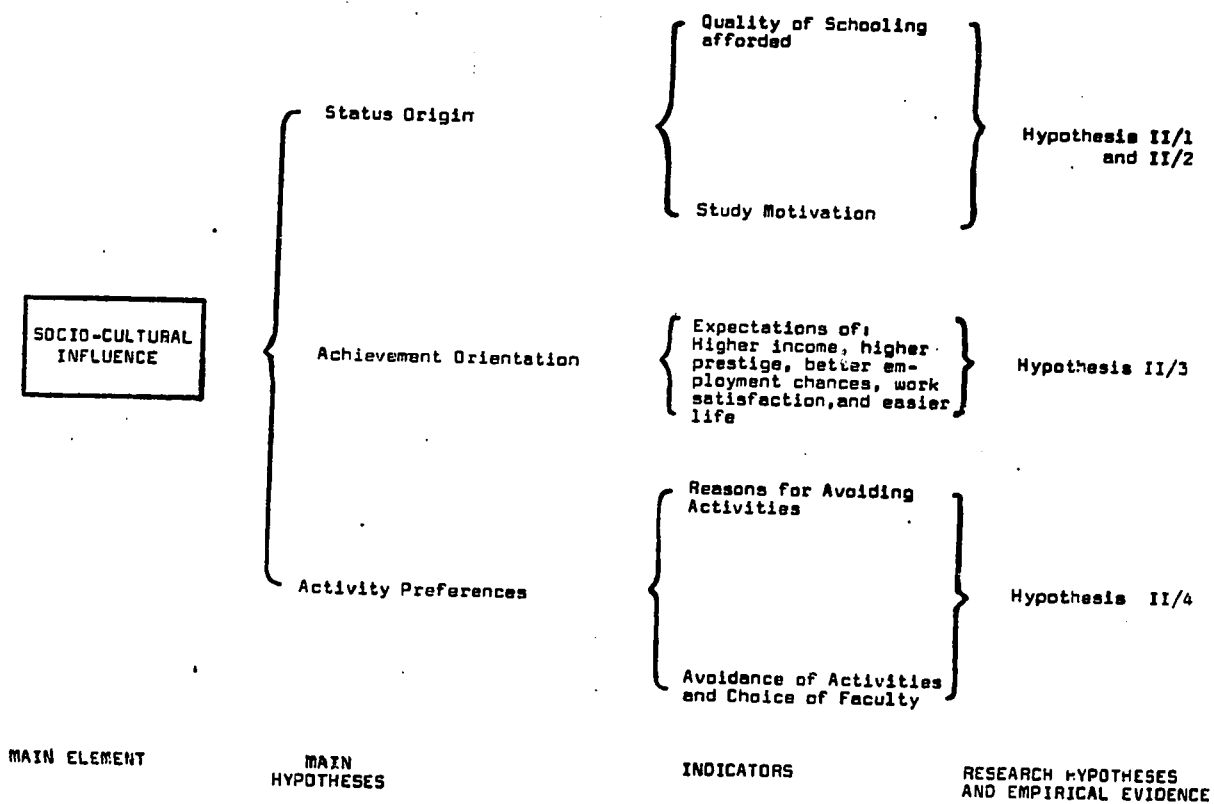 Quality of Schooling
afforded
Status Origin
Hypothesis II/1
and II/2
Study Motivation
SOCIO-CULTURAL
INFLUENCE
Achievement Orientation
Expectations of:
Higher income, higher
prestige, better em-
ployment chances, work
satisfaction,and easier
life
Hypothesis II/3
Reasons for Avoiding
Activities
Activity Preferences
Hypothesis II/4
Avoidance of Activities
and Choice of Faculty
MAIN ELEMENT
MAIN
HYPOTHESES
INDICATORS
RESEARCH HYPOTHESES
AND EMPIRICAL EVIDENCE